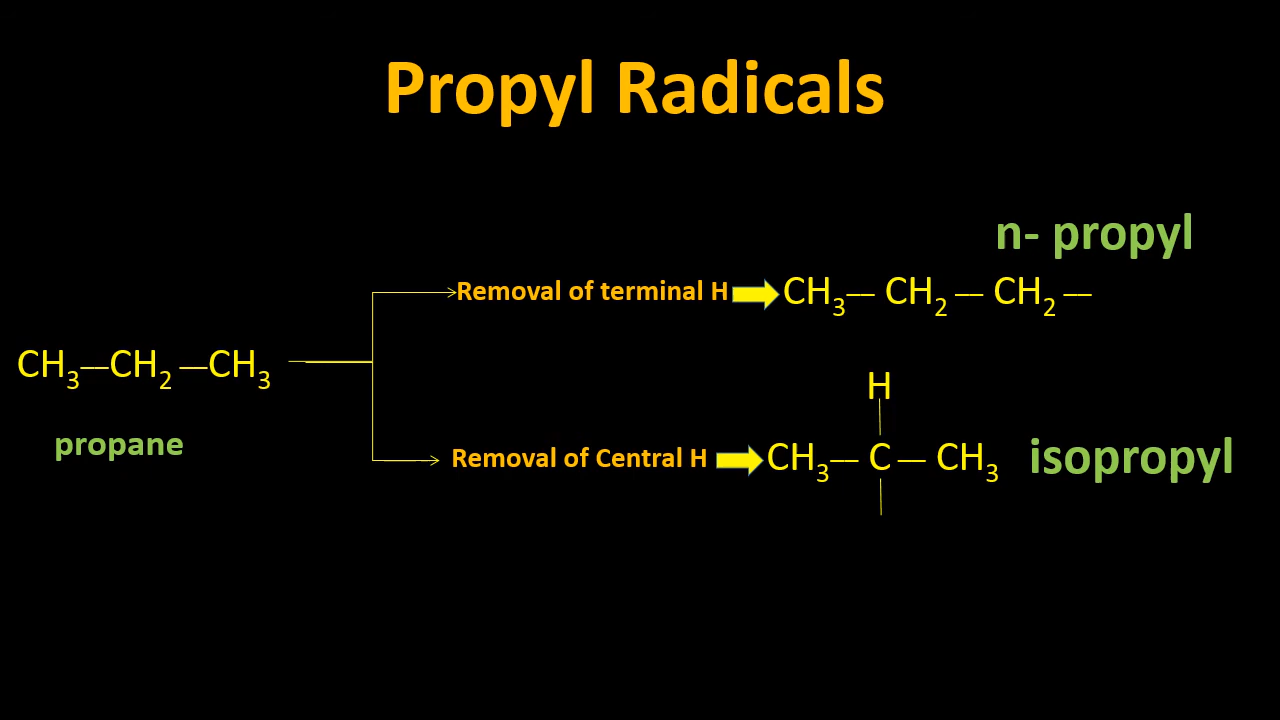 Propyl Radicals
n- propyl
Removal of terminal H CH₃— CH₂ — CH₂ —
CH₃—CH₂ —CH₃
propane
H
Removal of Central H CH₃— C — CH₃ isopropyl